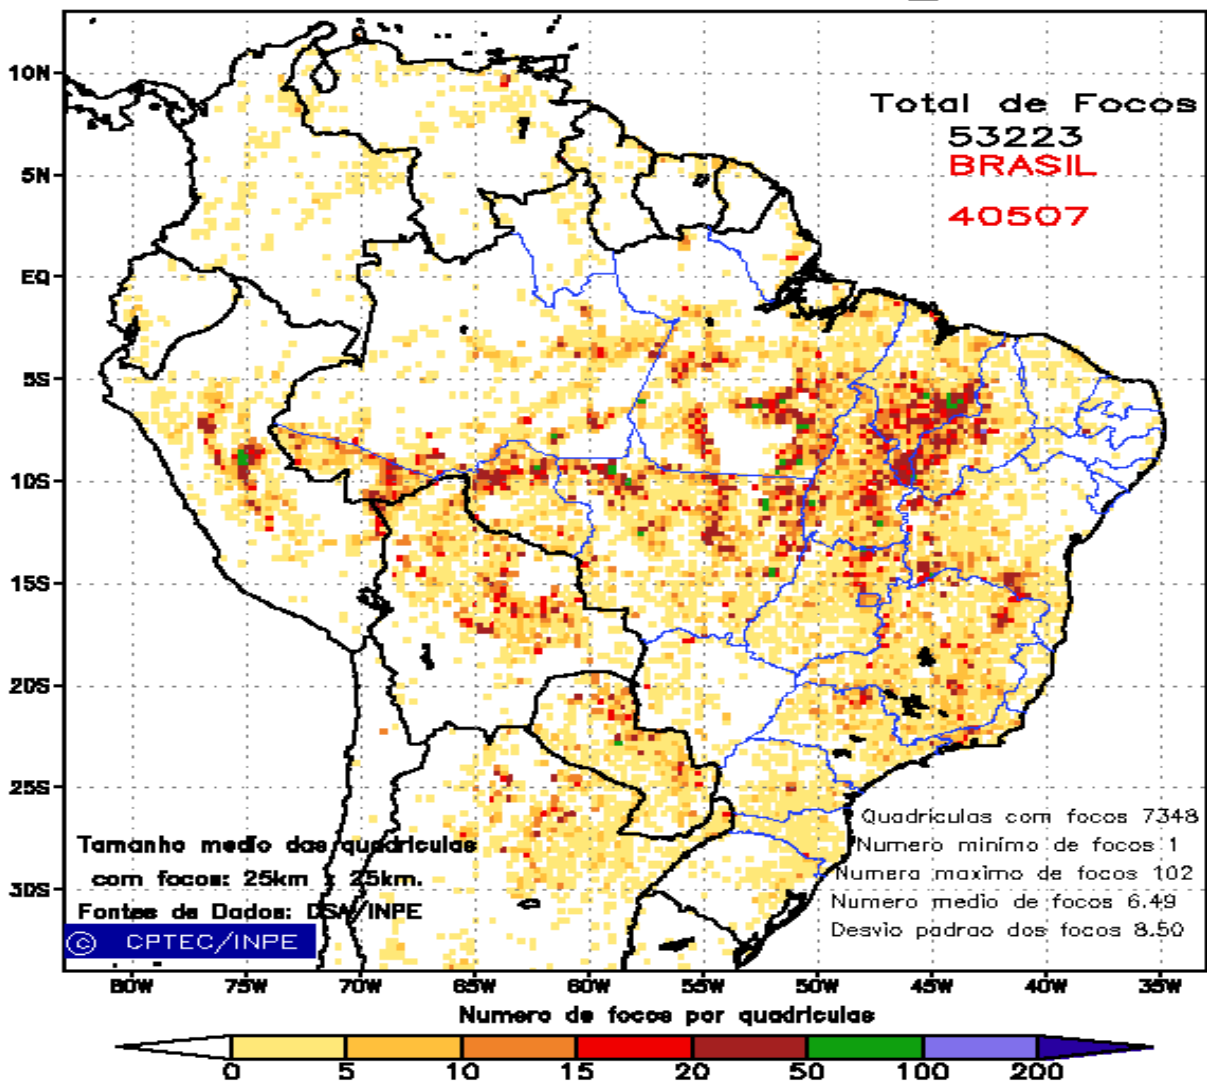 Total de Focos
53223
BRASIL
40507
10N
5N
EQ
5S
10S
15S
20S
25S
30S
Quadriculas com focos 7348
Numero minimo de focos 1
Numero maximo de focos 102
Numero medio de focos 6.49
Desvio padrao dos focos 8.50
Tamanho medio das quadriculas
com focos: 25km 25km.
Fontes de Dados: DSA/INPE
© CPTEC/INPE
80W 75W 70W 65W 60W 55W 50W 45W 40W 35W
Numero de focos por quadriculas
0 5 10 15 20 50 100 200